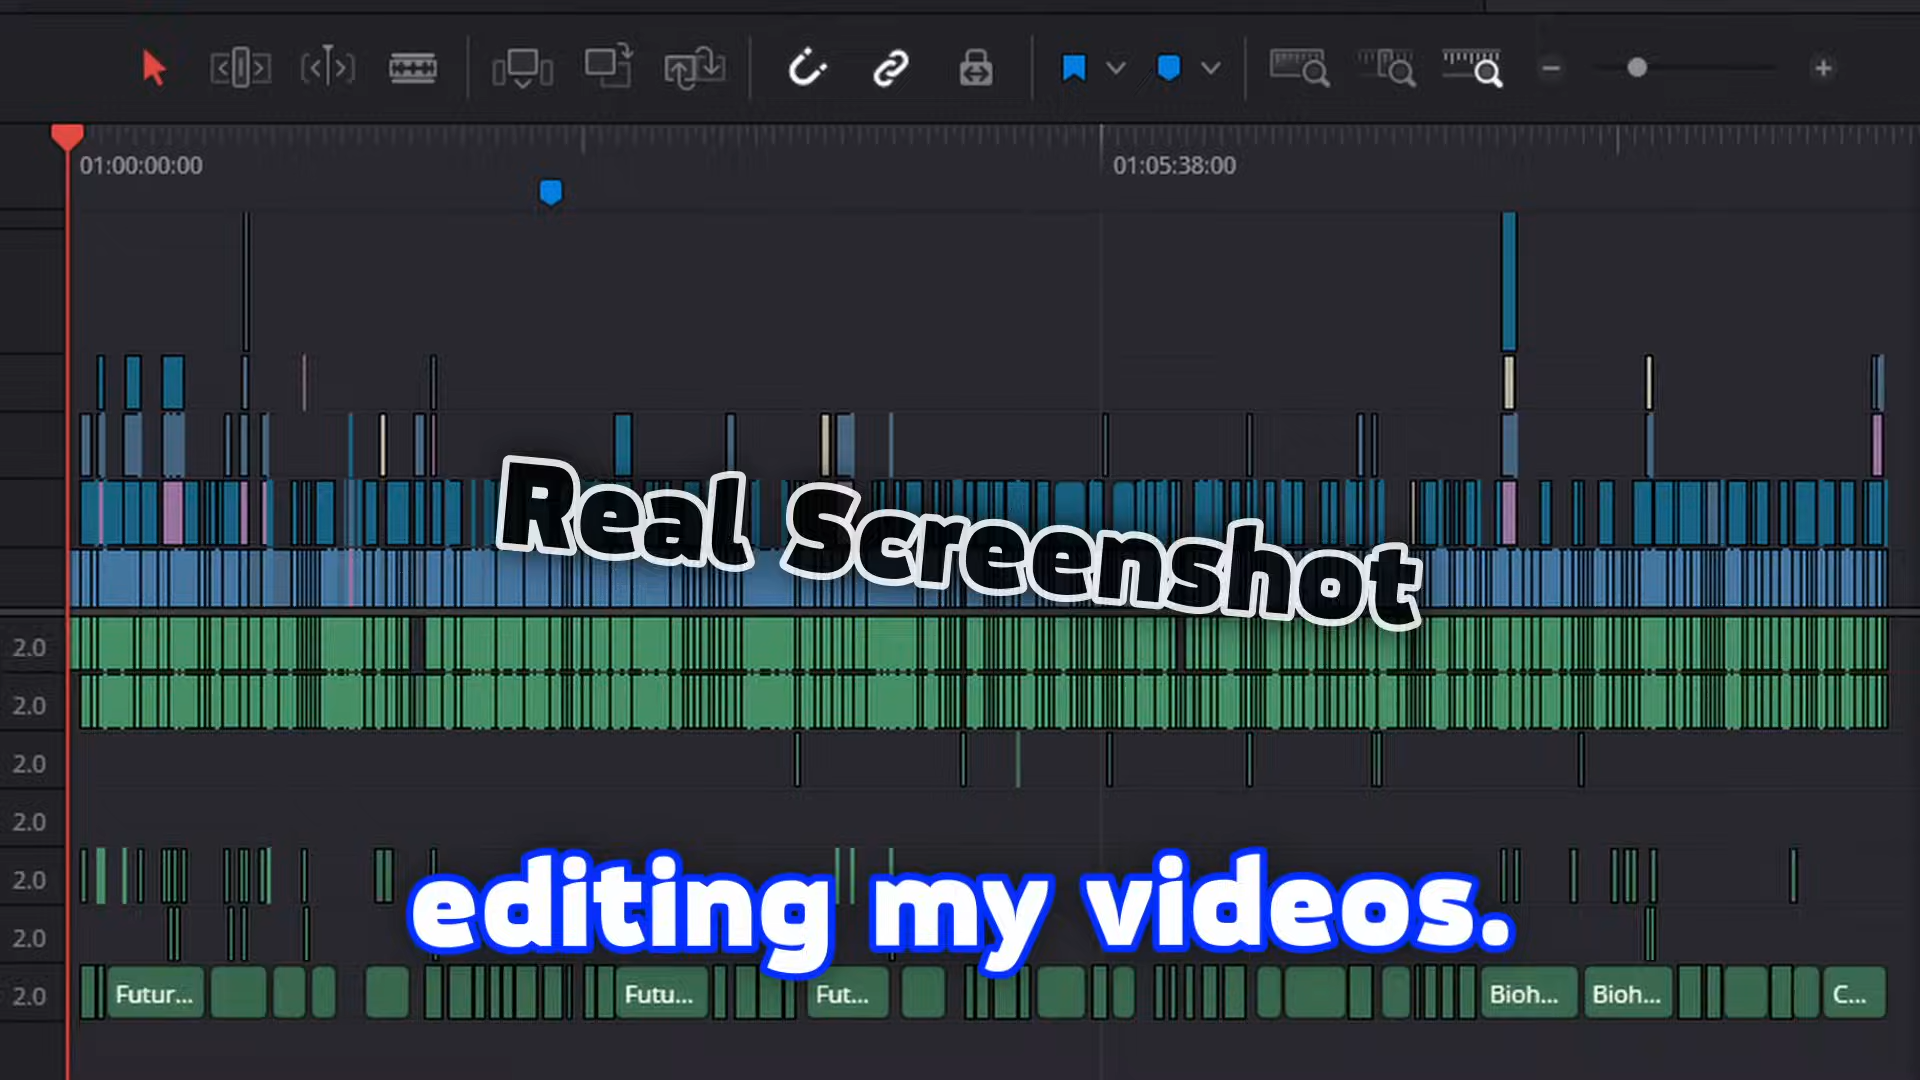 01:00:00:00
01:05:38:00
Real Screenshot
2.0
2.0
2.0
2.0
2.0
editing my videos.
2.0
2.0
Futur...
Futu...
Fut...
Bioh...
Bioh...
C...